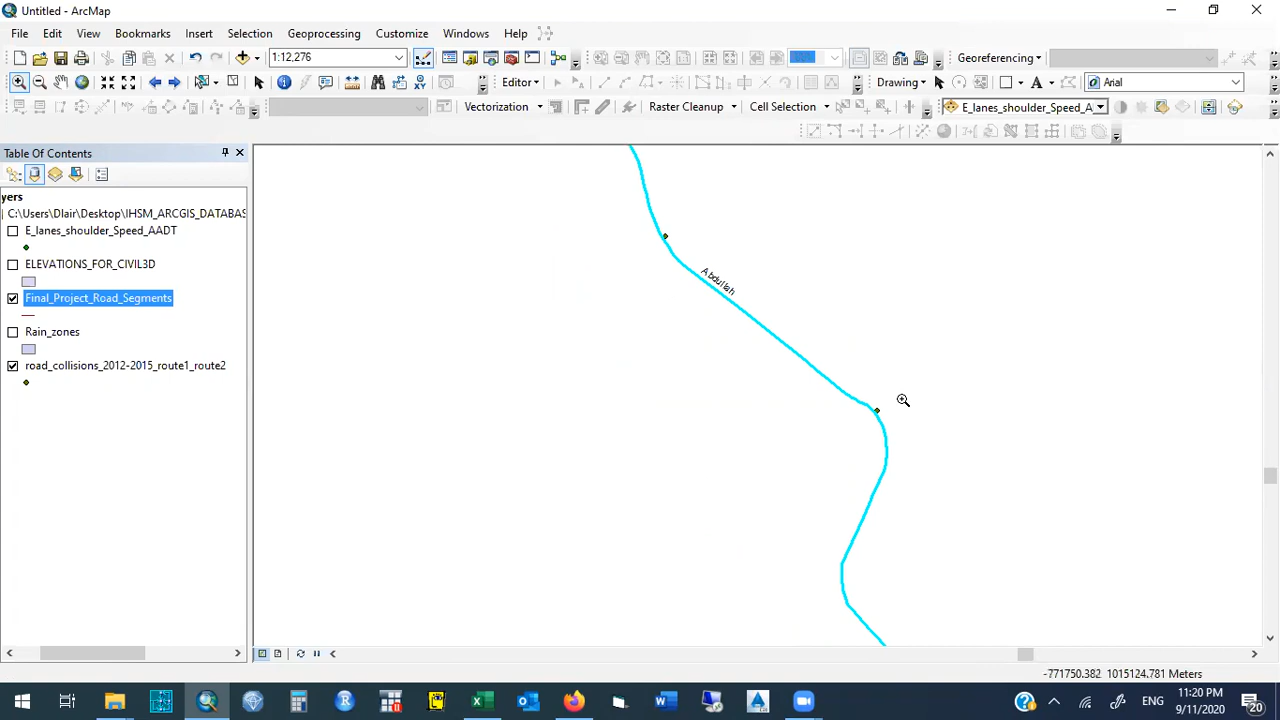 Untitled - ArcMap
File Edit View Bookmarks Insert Selection Geoprocessing Customize Windows Help
1:12,276
Editor Georeferencing
Drawing Arial
Vectorization Raster Cleanup Cell Selection E_lanes_shoulder_Speed_A
Table Of Contents
yers
C:\Users\Dlair\Desktop\IHSM_ARCGIS_DATABAS
E_lanes_shoulder_Speed_AADT
ELEVATIONS_FOR_CIVIL3D
Final_Project_Road_Segments
Rain_zones
road_collisions_2012-2015_route1_route2
Abdullah
-771750.382 1015124.781 Meters
ENG
11:20 PM
9/11/2020
20